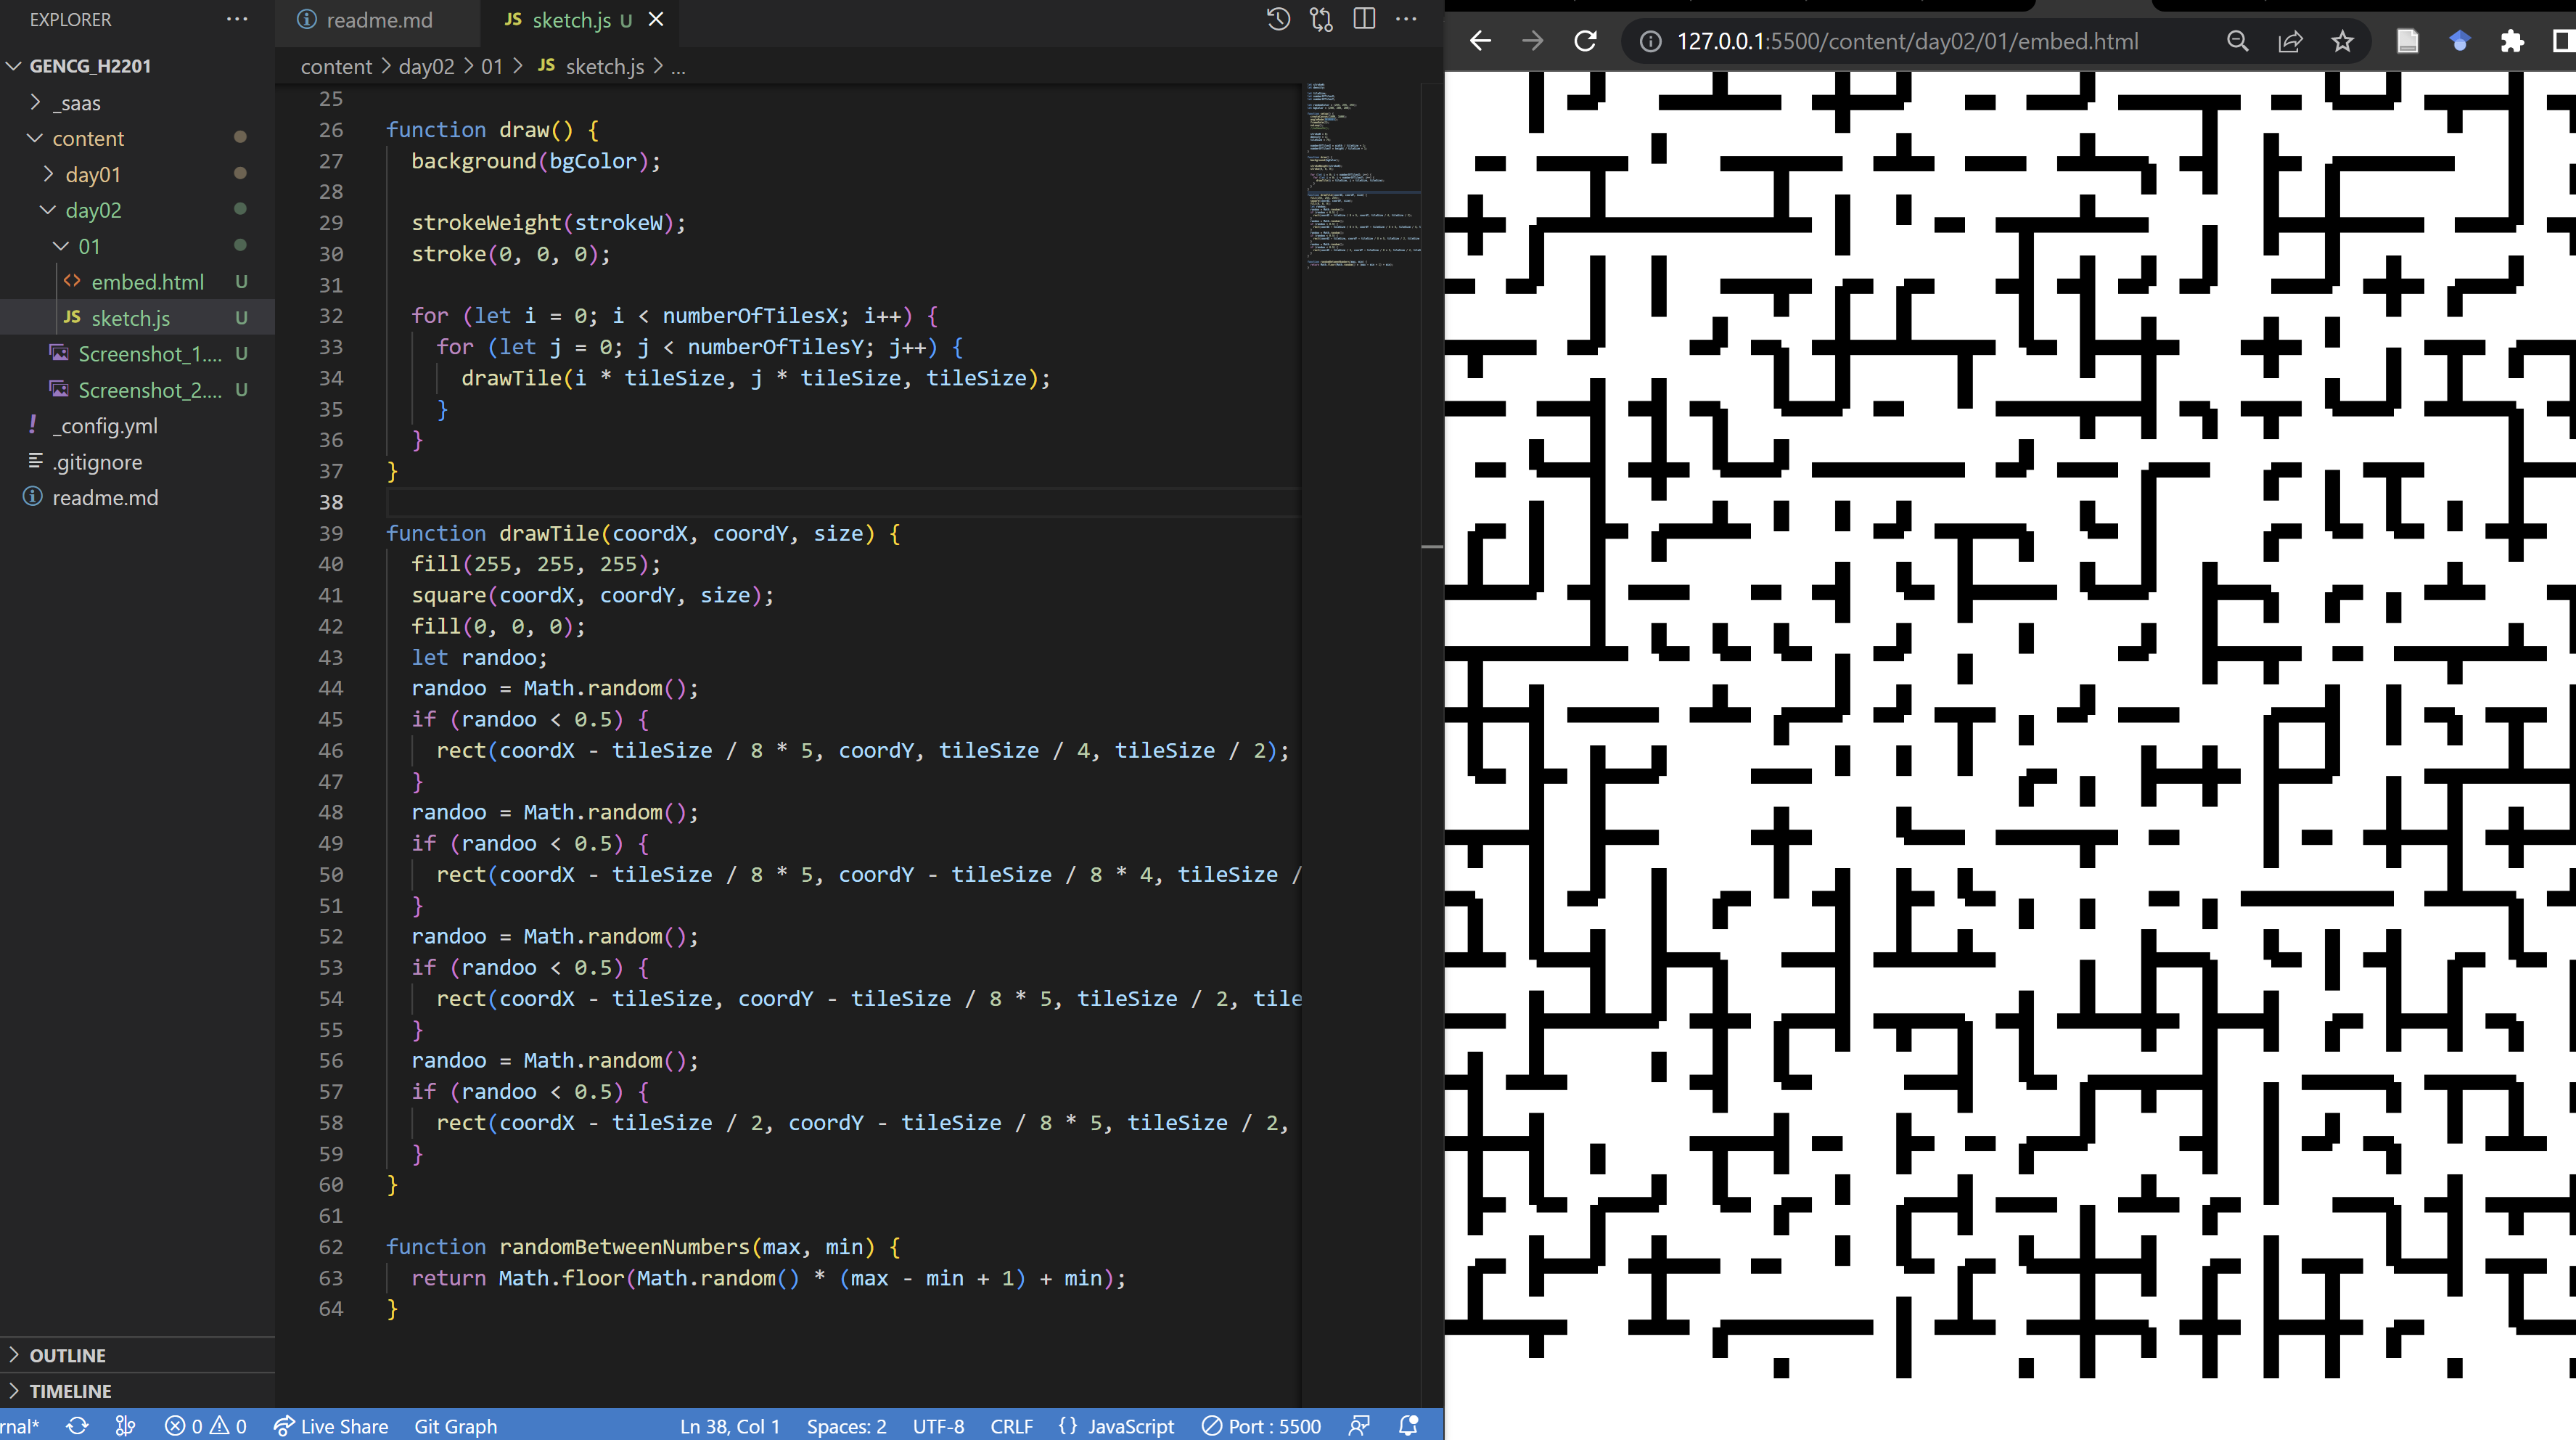 EXPLORER
GENCG_H2201
_saas
content
day01
day02
01
embed.html U
JS sketch.js U
Screenshot_1.... U
Screenshot_2.... U
_config.yml
.gitignore
readme.md
OUTLINE
TIMELINE
readme.md JS sketch.js U
content > day02 > 01 > JS sketch.js > ...
25
26 function draw() {
27 background(bgColor);
28
29 strokeWeight(strokeW);
30 stroke(0, 0, 0);
31
32 for (let i = 0; i < numberOfTilesX; i++) {
33 for (let j = 0; j < numberOfTilesY; j++) {
34 drawTile(i * tileSize, j * tileSize, tileSize);
35 }
36 }
37 }
38
39 function drawTile(coordX, coordY, size) {
40 fill(255, 255, 255);
41 square(coordX, coordY, size);
42 fill(0, 0, 0);
43 let randoo;
44 randoo = Math.random();
45 if (randoo < 0.5) {
46 rect(coordX - tileSize / 8 * 5, coordY, tileSize / 4, tileSize / 2);
47 }
48 randoo = Math.random();
49 if (randoo < 0.5) {
50 rect(coordX - tileSize / 8 * 5, coordY - tileSize / 8 * 4, tileSize /
51 }
52 randoo = Math.random();
53 if (randoo < 0.5) {
54 rect(coordX - tileSize, coordY - tileSize / 8 * 5, tileSize / 2, tile
55 }
56 randoo = Math.random();
57 if (randoo < 0.5) {
58 rect(coordX - tileSize / 2, coordY - tileSize / 8 * 5, tileSize / 2,
59 }
60 }
61
62 function randomBetweenNumbers(max, min) {
63 return Math.floor(Math.random() * (max - min + 1) + min);
64 }
rnal* 0 0 Live Share Git Graph Ln 38, Col 1 Spaces: 2 UTF-8 CRLF {} JavaScript Port : 5500
127.0.0.1:5500/content/day02/01/embed.html